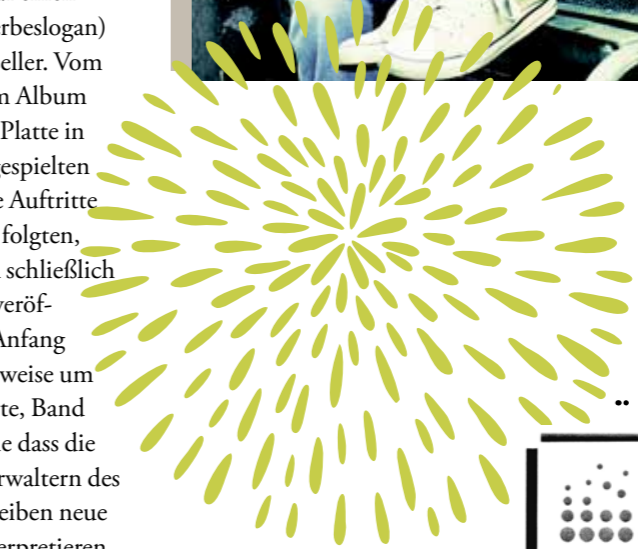 rbeslogan)
eller. Vom
Album
Platte in
espielten
Auftritte
folgten,
schließlich
veröf-
Anfang
weise um
te, Band
e dass die
rwaltern des
eiben neue
erpretieren